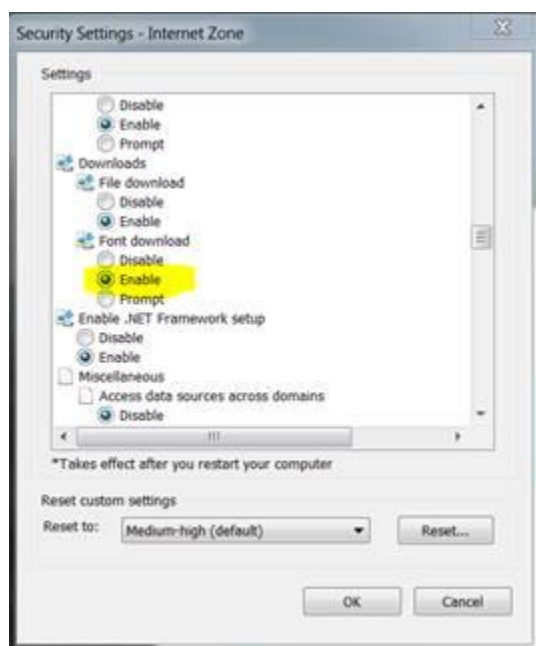 Security Settings - Internet Zone
Settings
Disable
Enable
Prompt
Downloads
File download
Disable
Enable
Font download
Disable
Enable
Prompt
Enable .NET Framework setup
Disable
Enable
Miscellaneous
Access data sources across domains
Disable
*Takes effect after you restart your computer
Reset custom settings
Reset to: Medium-high (default) Reset...
OK Cancel